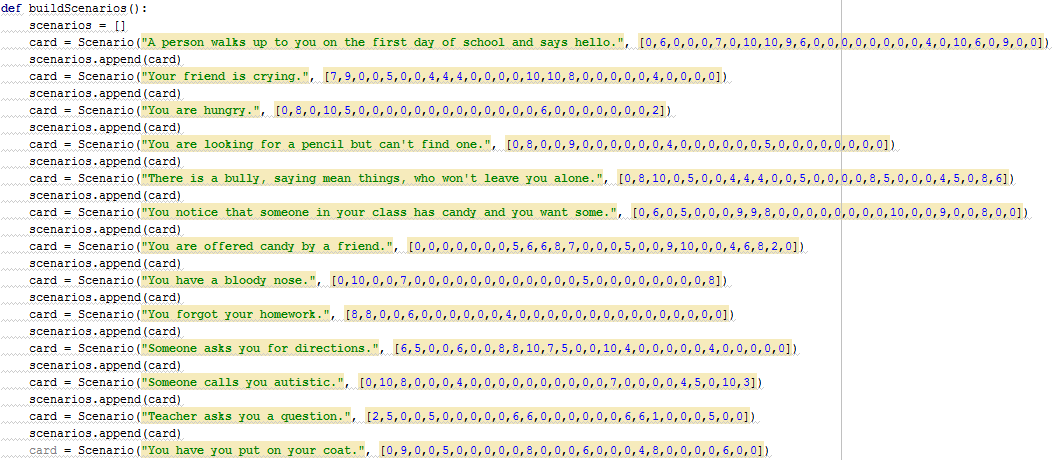 def buildScenarios():
    scenarios = []
    card = Scenario("A person walks up to you on the first day of school and says hello.", [0,6,0,0,0,7,0,10,10,9,6,0,0,0,0,0,0,0,0,4,0,10,6,0,9,0,0])
    scenarios.append(card)
    card = Scenario("Your friend is crying.", [7,9,0,0,5,0,0,4,4,4,0,0,0,0,10,10,8,0,0,0,0,0,4,0,0,0,0])
    scenarios.append(card)
    card = Scenario("You are hungry.", [0,8,0,10,5,0,0,0,0,0,0,0,0,0,0,0,0,0,6,0,0,0,0,0,0,0,2])
    scenarios.append(card)
    card = Scenario("You are looking for a pencil but can't find one.", [0,8,0,0,9,0,0,0,0,0,0,4,0,0,0,0,0,0,5,0,0,0,0,0,0,0,0])
    scenarios.append(card)
    card = Scenario("There is a bully, saying mean things, who won't leave you alone.", [0,8,10,0,5,0,0,4,4,4,0,0,5,0,0,0,0,8,5,0,0,0,4,5,0,8,6])
    scenarios.append(card)
    card = Scenario("You notice that someone in your class has candy and you want some.", [0,6,0,5,0,0,0,9,9,8,0,0,0,0,0,0,0,0,10,0,0,9,0,0,8,0,0])
    scenarios.append(card)
    card = Scenario("You are offered candy by a friend.", [0,0,0,0,0,0,0,5,6,6,8,7,0,0,0,5,0,0,9,10,0,0,4,6,8,2,0])
    scenarios.append(card)
    card = Scenario("You have a bloody nose.", [0,10,0,0,7,0,0,0,0,0,0,0,0,0,0,0,0,5,0,0,0,0,0,0,0,0,8])
    scenarios.append(card)
    card = Scenario("You forgot your homework.", [8,8,0,0,6,0,0,0,0,0,0,4,0,0,0,0,0,0,0,0,0,0,0,0,0,0,0])
    scenarios.append(card)
    card = Scenario("Someone asks you for directions.", [6,5,0,0,6,0,0,8,8,10,7,5,0,0,10,4,0,0,0,0,0,4,0,0,0,0,0])
    scenarios.append(card)
    card = Scenario("Someone calls you autistic.", [0,10,8,0,0,0,4,0,0,0,0,0,0,0,0,0,0,7,0,0,0,0,4,5,0,10,3])
    scenarios.append(card)
    card = Scenario("Teacher asks you a question.", [2,5,0,0,5,0,0,0,0,0,0,6,6,0,0,0,0,0,0,6,6,1,0,0,0,5,0,0])
    scenarios.append(card)
    card = Scenario("You have you put on your coat.", [0,9,0,0,5,0,0,0,0,0,0,8,0,0,0,6,0,0,0,4,8,0,0,0,0,6,0,0])